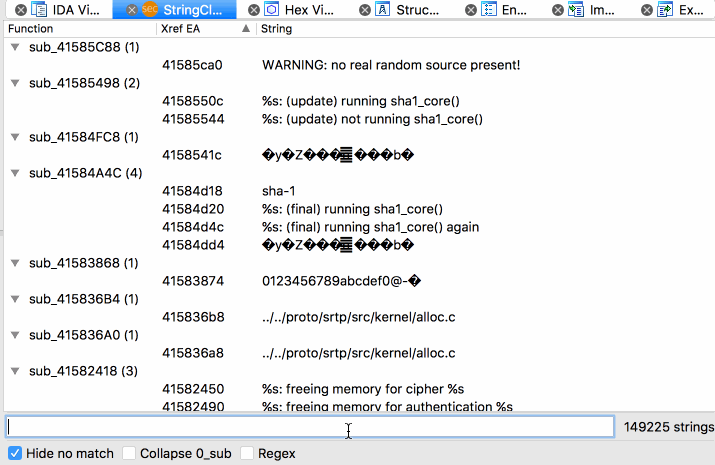 IDA Vi... StringCl... Hex Vi... Struc... En... Im... Ex...
Function Xref EA String
sub_41585C88 (1)
41585ca0 WARNING: no real random source present!
sub_41585498 (2)
4158550c %s: (update) running sha1_core()
41585544 %s: (update) not running sha1_core()
sub_41584FC8 (1)
4158541c �y�Z��� ���b�
sub_41584A4C (4)
41584d18 sha-1
41584d20 %s: (final) running sha1_core()
41584d4c %s: (final) running sha1_core() again
41584dd4 �y�Z��� ���b�
sub_41583868 (1)
41583874 0123456789abcdef0@-�
sub_415836B4 (1)
415836b8 ../../proto/srtp/src/kernel/alloc.c
sub_415836A0 (1)
415836a8 ../../proto/srtp/src/kernel/alloc.c
sub_41582418 (3)
41582450 %s: freeing memory for cipher %s
41582490 %s: freeing memory for authentication %s
149225 strings
Hide no match Collapse 0_sub Regex